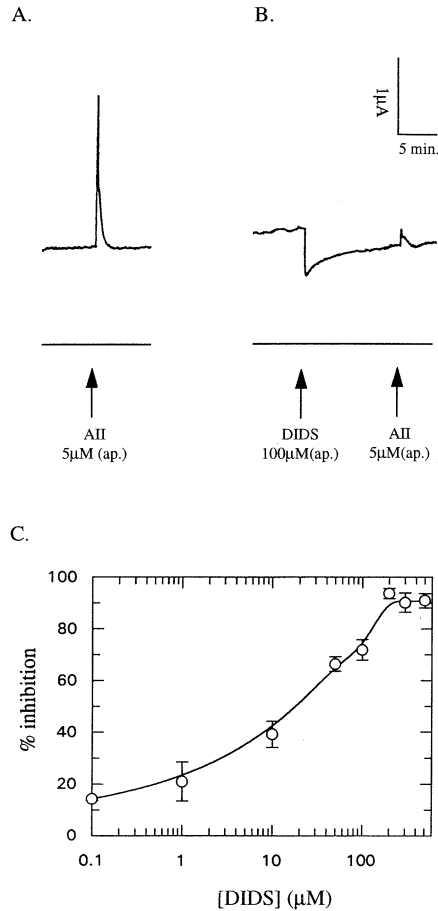 A.
B.
1μA
5 min.
AII
5μM (ap.)
DIDS
100μM(ap.)
AII
5μM(ap.)
C.
100
80
60
40
20
0
% inhibition
0.1
1
10
100
[DIDS] (μM)